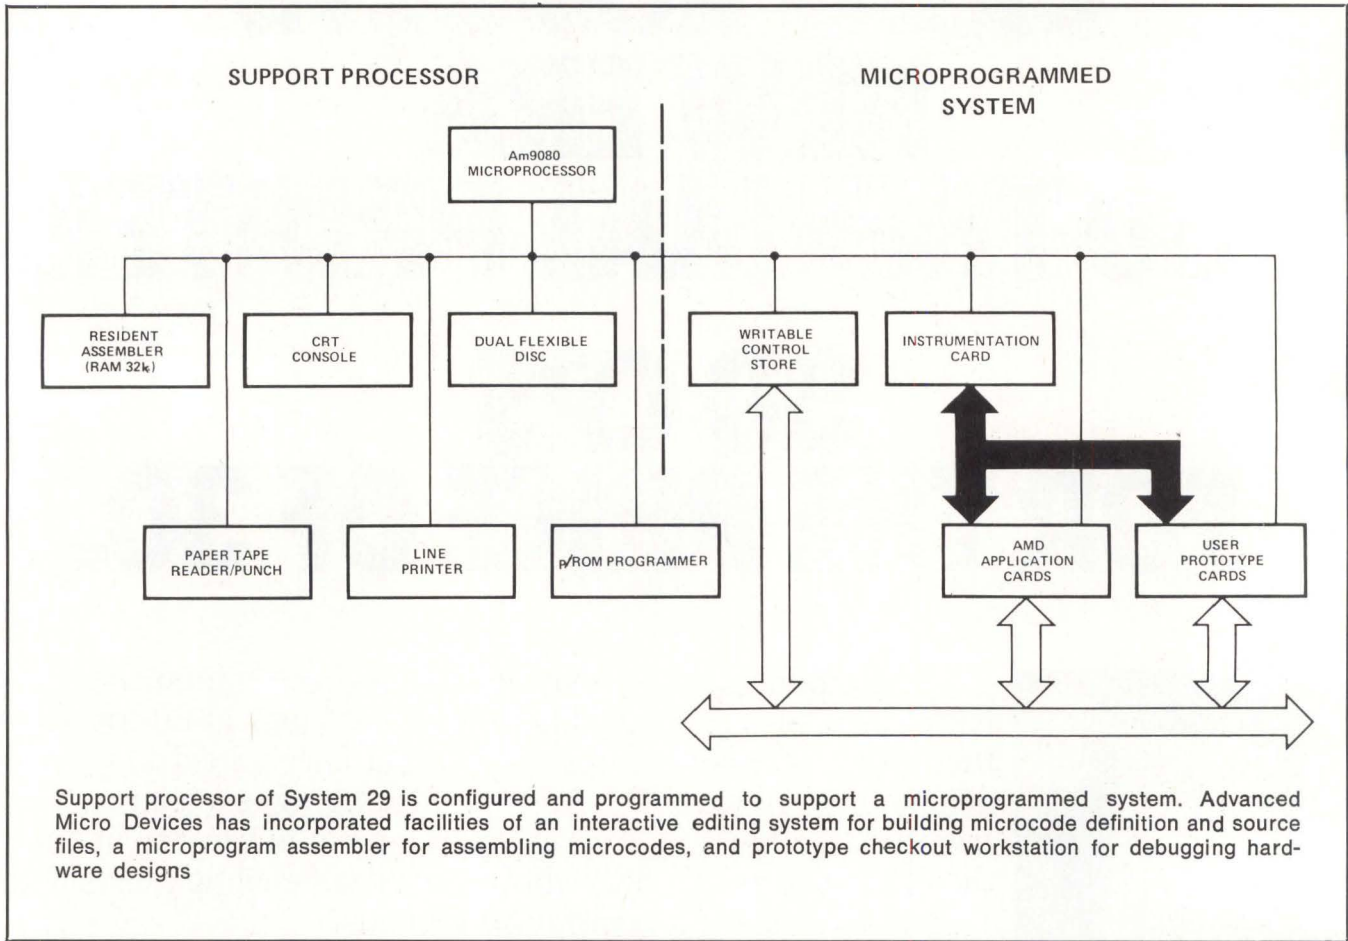 SUPPORT PROCESSOR
MICROPROGRAMMED
SYSTEM
Am9080
MICROPROCESSOR
RESIDENT
ASSEMBLER
(RAM 32k)
CRT
CONSOLE
DUAL FLEXIBLE
DISC
WRITABLE
CONTROL
STORE
INSTRUMENTATION
CARD
PAPER TAPE
READER/PUNCH
LINE
PRINTER
p/ROM PROGRAMMER
AMD
APPLICATION
CARDS
USER
PROTOTYPE
CARDS
Support processor of System 29 is configured and programmed to support a microprogrammed system. Advanced
Micro Devices has incorporated facilities of an interactive editing system for building microcode definition and source
files, a microprogram assembler for assembling microcodes, and prototype checkout workstation for debugging hard-
ware designs